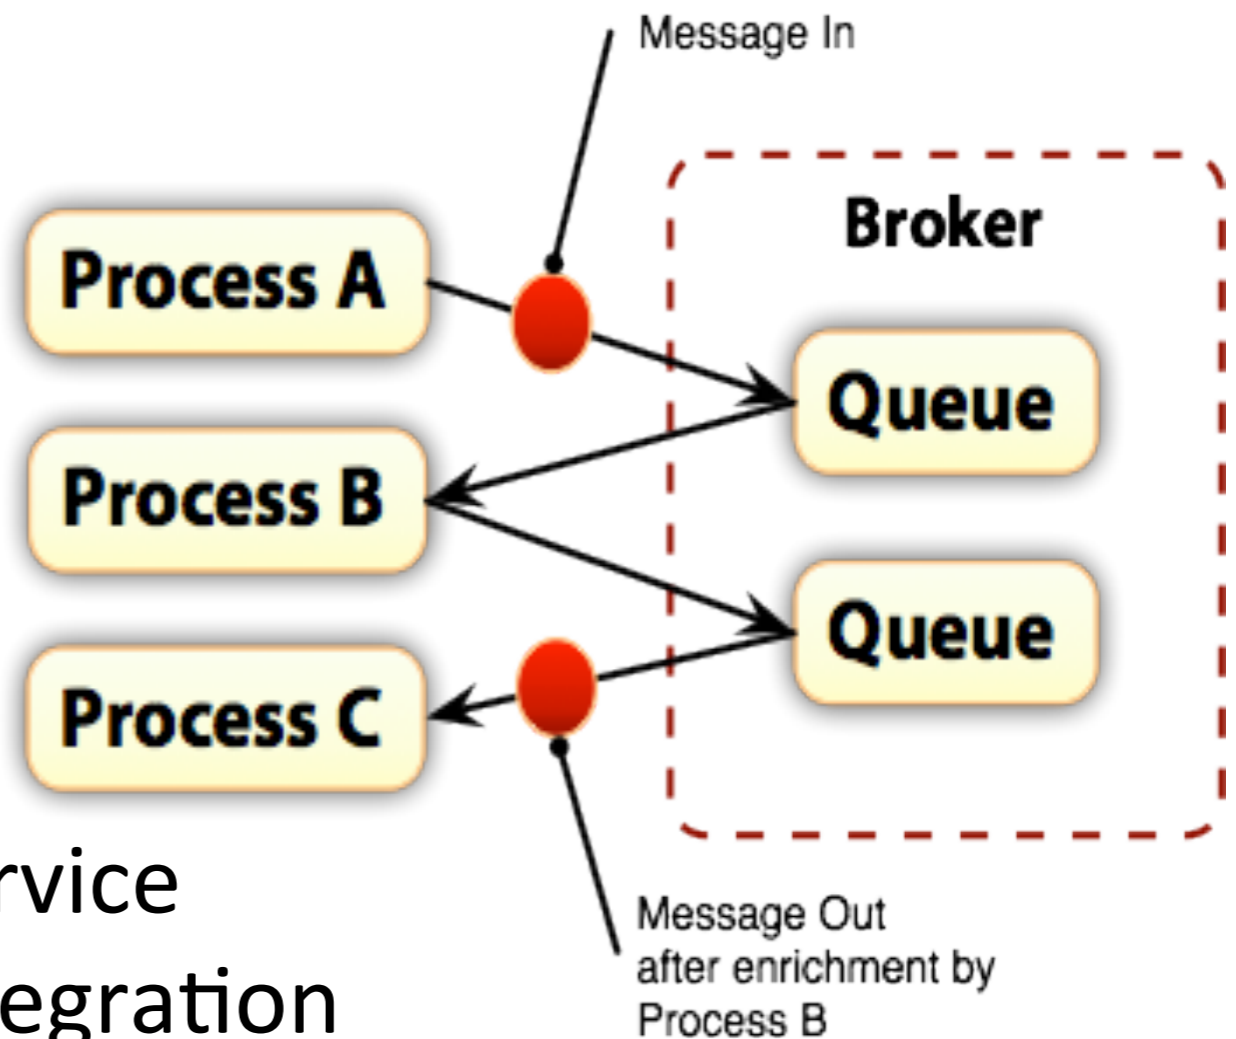 Message In
Broker
Process A
Queue
Process B
Queue
Process C
Message Out
after enrichment by
Process B
rvice
egration